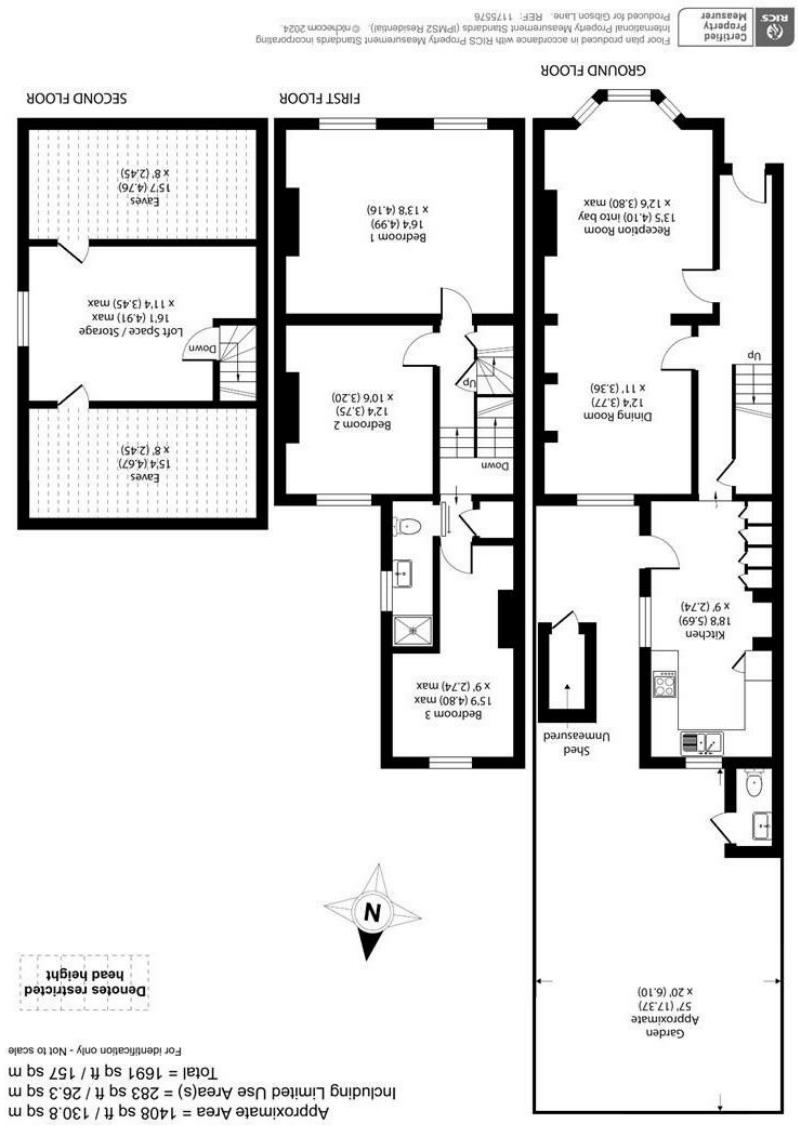 Approximate Area = 1408 sq ft / 130.8 sq m
Including Limited Use Area(s) = 283 sq ft / 26.3 sq m
Total = 1691 sq ft / 157 sq m
For identification only - Not to scale
Denotes restricted
head height
Garden
Approximate
57' (17.37)
x 20' (6.10)
N
Shed
Unmeasured
Kitchen
18'8 (5.69)
x 9' (2.74)
Dining Room
12'4 (3.77)
x 11' (3.36)
Up
Reception Room
13'5 (4.10) into bay
x 12'6 (3.80) max
GROUND FLOOR
Bedroom 3
15'9 (4.80) max
x 9' (2.74) max
Down
Bedroom 2
12'4 (3.75)
x 10'6 (3.20)
Up
Bedroom 1
16'4 (4.99)
x 13'8 (4.16)
FIRST FLOOR
Eaves
15'4 (4.67)
x 8' (2.45)
Down
Loft Space / Storage
16'1 (4.91) max
x 11'4 (3.45) max
Eaves
15'7 (4.76)
x 8' (2.45)
SECOND FLOOR
RICS
Certified
Property
Measurer
Floor plan produced in accordance with RICS Property Measurement Standards incorporating
International Property Measurement Standards (IPMS2 Residential). © nichecom 2024.
Produced for Gibson Lane. REF: 1175576